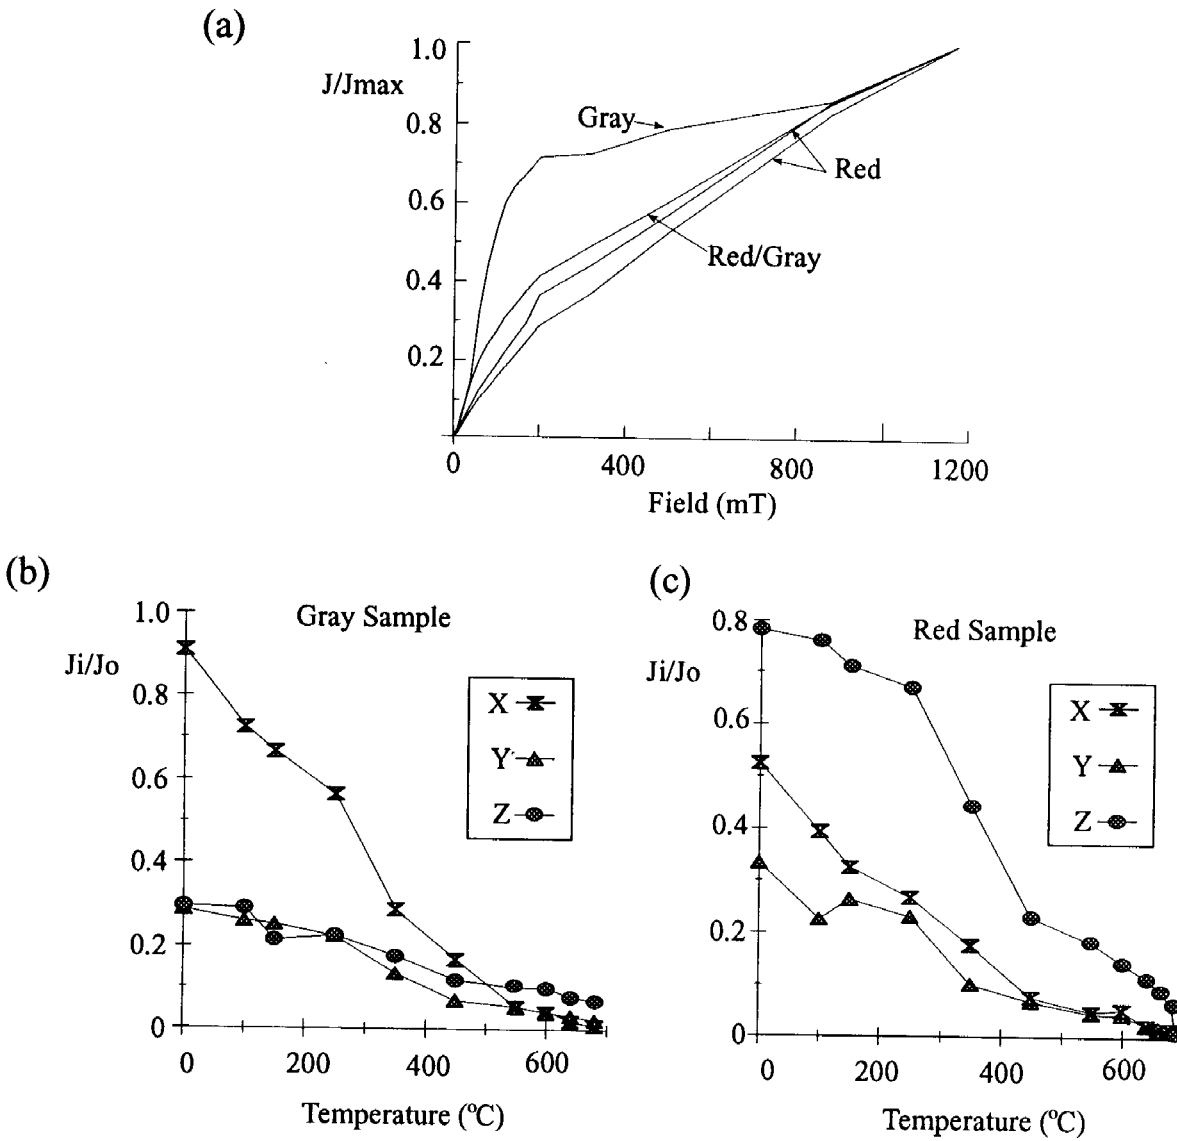 (a)
J/Jmax
1.0
0.8
0.6
0.4
0.2
Gray
Red
Red/Gray
0 400 800 1200
Field (mT)
(b)
Gray Sample
Ji/Jo
1.0
0.8
0.6
0.4
0.2
0
X
Y
Z
0 200 400 600
Temperature (ºC)
(c)
Red Sample
Ji/Jo
0.8
0.6
0.4
0.2
0
X
Y
Z
0 200 400 600
Temperature (ºC)